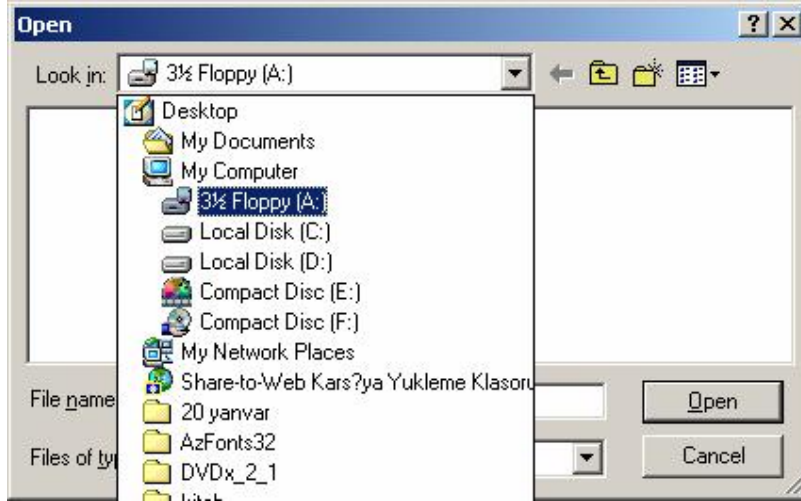 Open
Look in: 3½ Floppy (A:)
Desktop
My Documents
My Computer
3½ Floppy (A:)
Local Disk (C:)
Local Disk (D:)
Compact Disc (E:)
Compact Disc (F:)
My Network Places
Share-to-Web Kars?ya Yukleme Klasoru
File name
20 yanvar
Open
AzFonts32
Files of
DVDx_2_1
Cancel